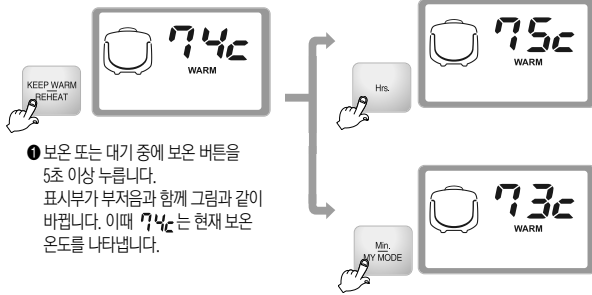 74c
WARM
KEEP WARM
REHEAT
❶ 보온 또는 대기 중에 보온 버튼을
5초 이상 누릅니다.
표시부가 부저음과 함께 그림과 같이
바뀝니다. 이때 74c는 현재 보온
온도를 나타냅니다.
75c
WARM
Hrs.
73c
WARM
Min.
MY MODE